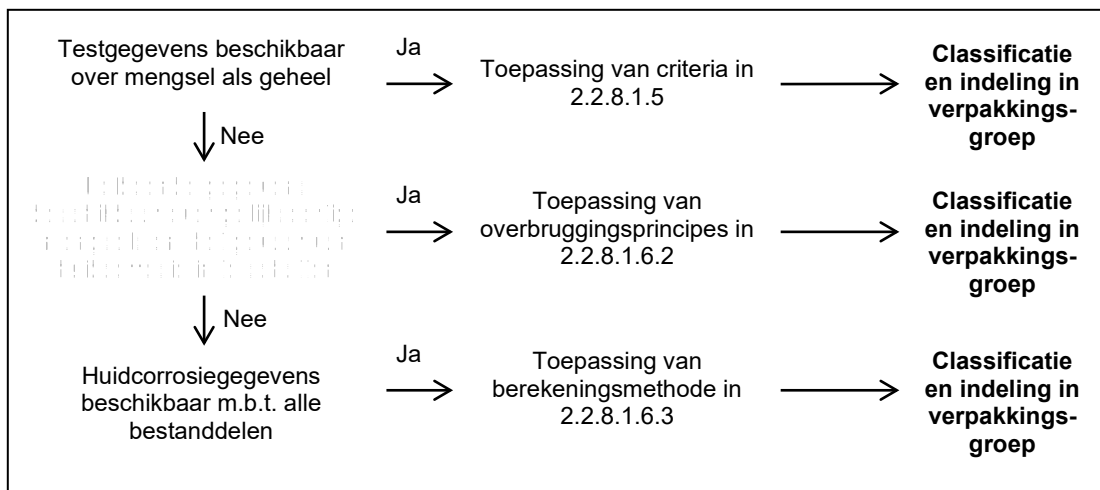 Testgegevens beschikbaar
over mengsel als geheel
Ja
Toepassing van criteria in
2.2.8.1.5
Classificatie
en indeling in
verpakkings-
groep
Nee
Ja
Toepassing van
overbruggingsprincipes in
2.2.8.1.6.2
Classificatie
en indeling in
verpakkings-
groep
Nee
Huidcorrosiegegevens
beschikbaar m.b.t. alle
bestanddelen
Ja
Toepassing van
berekeningsmethode in
2.2.8.1.6.3
Classificatie
en indeling in
verpakkings-
groep